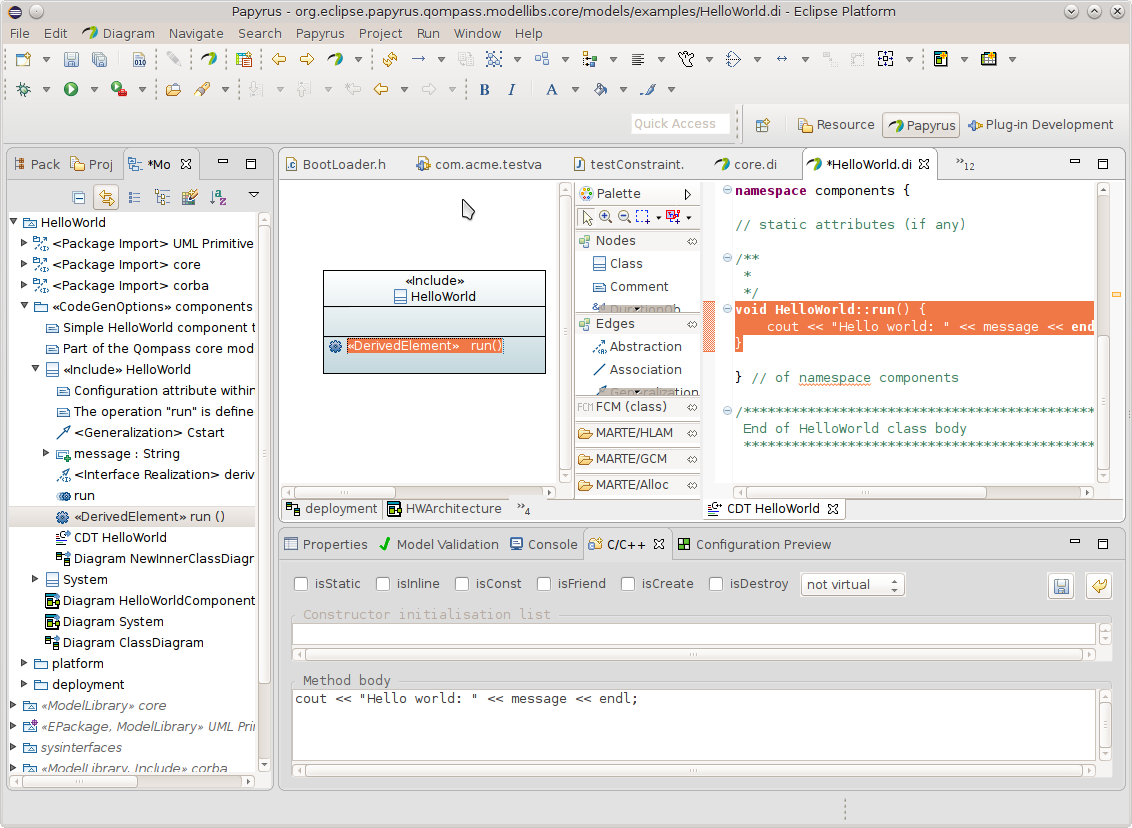 Papyrus - org.eclipse.papyrus.qompass.modellibs.core/models/examples/HelloWorld.di - Eclipse Platform
File Edit Diagram Navigate Search Papyrus Project Run Window Help
Quick Access
Resource Papyrus Plug-in Development
Pack Proj *Mo
HelloWorld
<Package Import> UML Primitive
<Package Import> core
<Package Import> corba
«CodeGenOptions» components
Simple HelloWorld component t
Part of the Qompass core mod
«Include» HelloWorld
Configuration attribute within
The operation "run" is define
<Generalization> Cstart
message : String
<Interface Realization> deriv
run
«DerivedElement» run ()
CDT HelloWorld
Diagram NewInnerClassDiagr
System
Diagram HelloWorldComponent
Diagram System
Diagram ClassDiagram
platform
deployment
«ModelLibrary» core
«EPackage, ModelLibrary» UML Pri
sysinterfaces
«ModelLibrary, Include» corba
BootLoader.h com.acme.testva testConstraint. core.di *HelloWorld.di »12
«Include»
HelloWorld
«DerivedElement» run()
Palette
Nodes
Class
Comment
DurationOb
Edges
Abstraction
Association
Generalization
FCM FCM (class)
MARTE/HLAM
MARTE/GCM
MARTE/Alloc
deployment HWArchitecture »4
namespace components {
// static attributes (if any)
/**
*
*/
void HelloWorld::run() {
cout << "Hello world: " << message << end
}
} // of namespace components
/********************************************
End of HelloWorld class body
********************************************
CDT HelloWorld
Properties Model Validation Console C/C++ Configuration Preview
isStatic isInline isConst isFriend isCreate isDestroy not virtual
Constructor initialisation list
Method body
cout << "Hello world: " << message << endl;